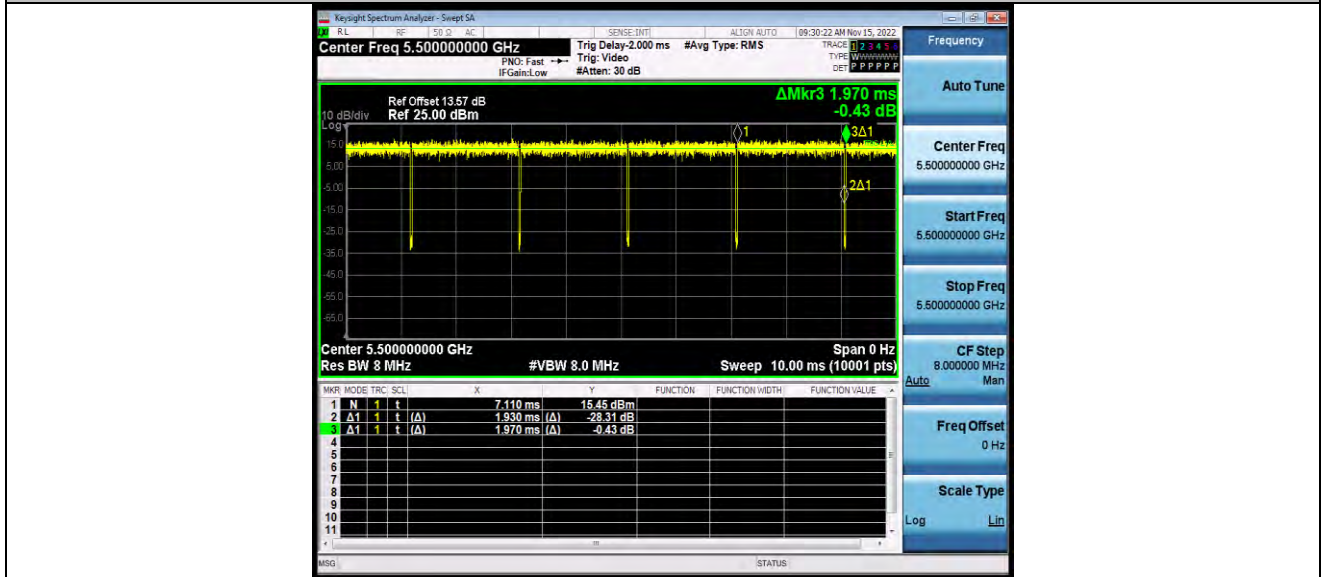 Keysight Spectrum Analyzer - Swept SA
RL RF 50 Ω AC SENSE:INT ALIGN AUTO 09:30:22 AM Nov 15, 2022
Center Freq 5.500000000 GHz Trig Delay-2.000 ms #Avg Type: RMS TRACE 1 2 3 4 5 6
PNO: Fast Trig: Video TYPE WWWWWW
IFGain:Low #Atten: 30 dB DET P P P P P P
Frequency
ΔMkr3 1.970 ms
-0.43 dB
Ref Offset 13.57 dB
10 dB/div Ref 25.00 dBm
Log
15.0
5.00
-5.00
-15.0
-25.0
-35.0
-45.0
-55.0
-65.0
1
3Δ1
2Δ1
Center 5.500000000 GHz Span 0 Hz
Res BW 8 MHz #VBW 8.0 MHz Sweep 10.00 ms (10001 pts)
MKR MODE TRC SCL X Y FUNCTION FUNCTION WIDTH FUNCTION VALUE
1 N 1 t 7.110 ms 15.45 dBm
2 Δ1 1 t (Δ) 1.930 ms (Δ) -28.31 dB
3 Δ1 1 t (Δ) 1.970 ms (Δ) -0.43 dB
4
5
6
7
8
9
10
11
MSG STATUS
Auto Tune
Center Freq
5.500000000 GHz
Start Freq
5.500000000 GHz
Stop Freq
5.500000000 GHz
CF Step
8.000000 MHz
Auto Man
Freq Offset
0 Hz
Scale Type
Log Lin